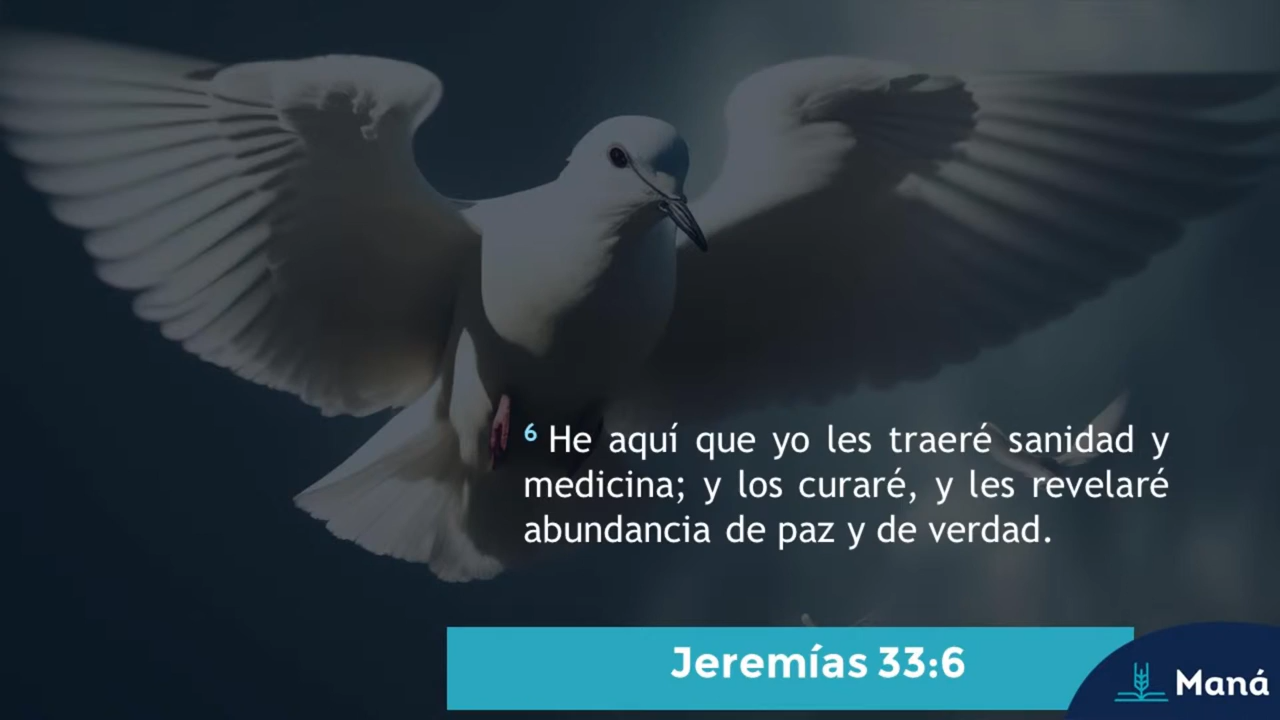 6 He aquí que yo les traeré sanidad y
medicina; y los curaré, y les revelaré
abundancia de paz y de verdad.
Jeremías 33:6
Maná